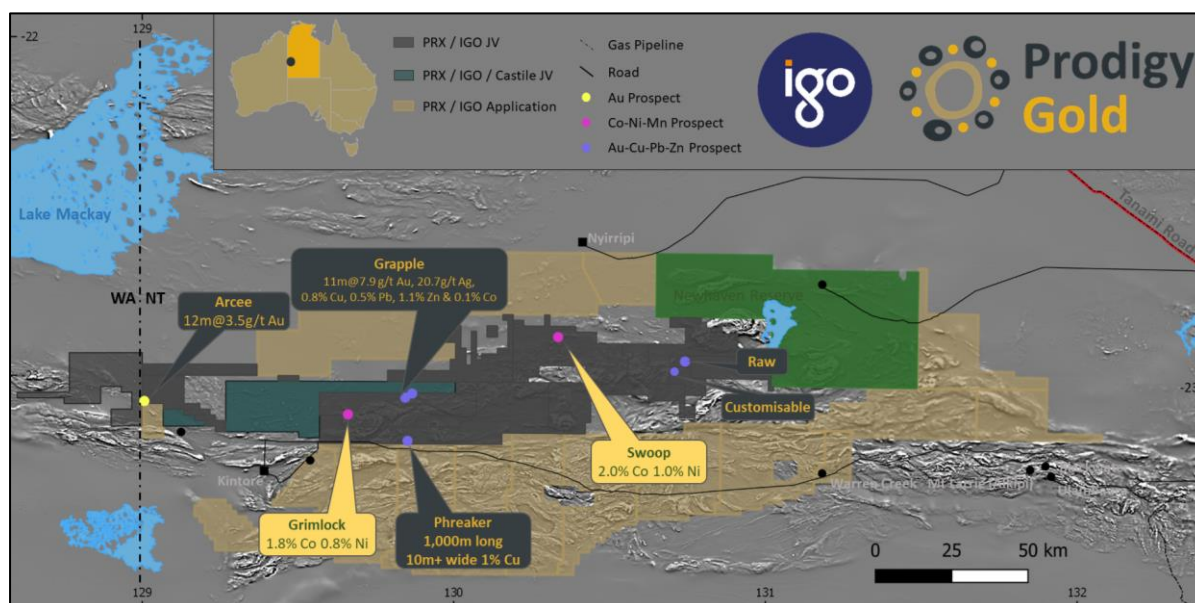 -22
129
PRX / IGO JV
PRX / IGO / Castile JV
PRX / IGO Application
Gas Pipeline
Road
Au Prospect
Co-Ni-Mn Prospect
Au-Cu-Pb-Zn Prospect
igo
Prodigy
Gold
Lake Mackay
Tanami Road
Nyirripi
WA NT
Grapple
11m@7.9 g/t Au, 20.7g/t Ag,
0.8% Cu, 0.5% Pb, 1.1% Zn & 0.1% Co
Arcee
12m@3.5g/t Au
Newhaven Reserve
Raw
Customisable
-23
Swoop
2.0% Co 1.0% Ni
Kintore
Grimlock
1.8% Co 0.8% Ni
Phreaker
1,000m long
10m+ wide 1% Cu
Warren Creek
0 25 50 km
129
130
131
132